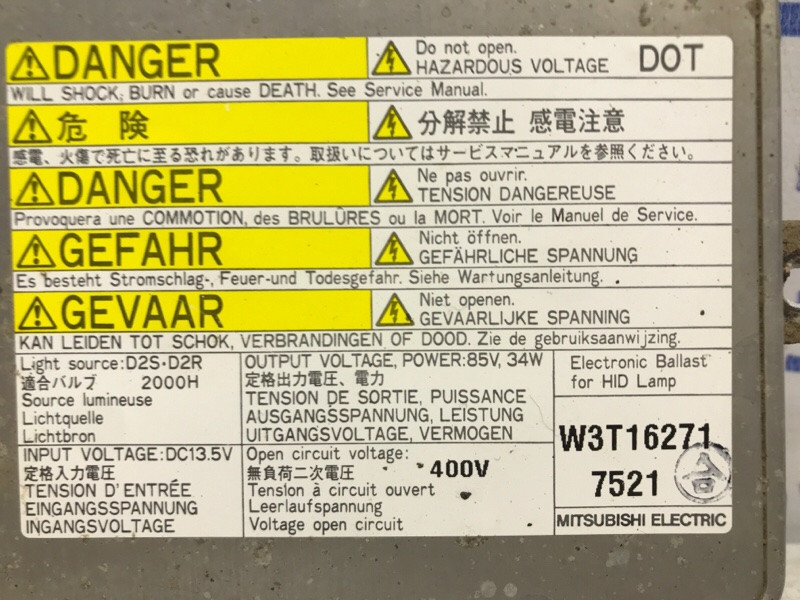 DANGER
Do not open.
HAZARDOUS VOLTAGE
DOT
WILL SHOCK, BURN or cause DEATH. See Service Manual.
危 険
分解禁止 感電注意
感電、火傷で死亡に至る恐れがあります。取扱いについてはサービスマニュアルを参照ください。
DANGER
Ne pas ouvrir.
TENSION DANGEREUSE
Provoquera une COMMOTION, des BRULÛRES ou la MORT. Voir le Manuel de Service.
GEFAHR
Nicht öffnen.
GEFÄHRLICHE SPANNUNG
Es besteht Stromschlag-, Feuer-und Todesgefahr. Siehe Wartungsanleitung.
GEVAAR
Niet openen.
GEVAARLIJKE SPANNING
KAN LEIDEN TOT SCHOK, VERBRANDINGEN OF DOOD. Zie de gebruiksaanwijzing.
Light source:D2S・D2R
適合バルブ 2000H
Source lumineuse
Lichtquelle
Lichtbron
OUTPUT VOLTAGE, POWER:85V, 34W
定格出力電圧、電力
TENSION DE SORTIE, PUISSANCE
AUSGANGSSPANNUNG, LEISTUNG
UITGANGSVOLTAGE, VERMOGEN
Electronic Ballast
for HID Lamp
INPUT VOLTAGE:DC13.5V
定格入力電圧
TENSION D'ENTRÉE
EINGANGSSPANNUNG
INGANGSVOLTAGE
Open circuit voltage:
無負荷二次電圧 400V
Tension à circuit ouvert
Leerlaufspannung
Voltage open circuit
W3T16271
7521 合
MITSUBISHI ELECTRIC